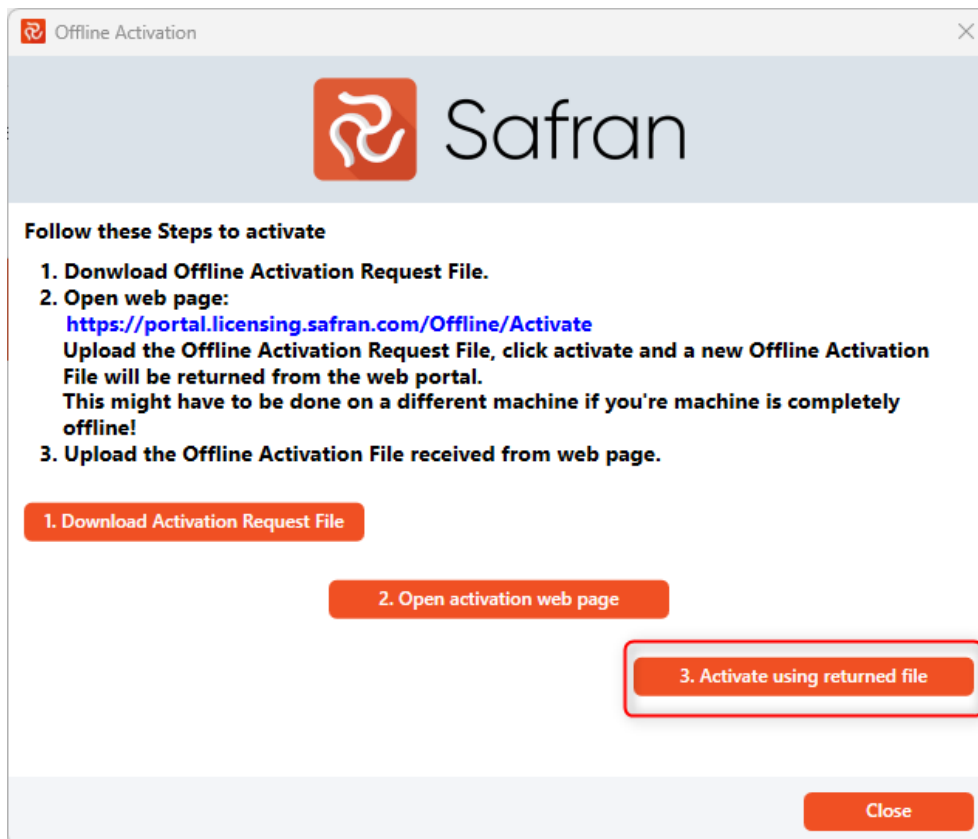 Offline Activation
Safran
Follow these Steps to activate
1. Donwload Offline Activation Request File.
2. Open web page:
https://portal.licensing.safran.com/Offline/Activate
Upload the Offline Activation Request File, click activate and a new Offline Activation
File will be returned from the web portal.
This might have to be done on a different machine if you're machine is completely
offline!
3. Upload the Offline Activation File received from web page.
1. Download Activation Request File
2. Open activation web page
3. Activate using returned file
Close